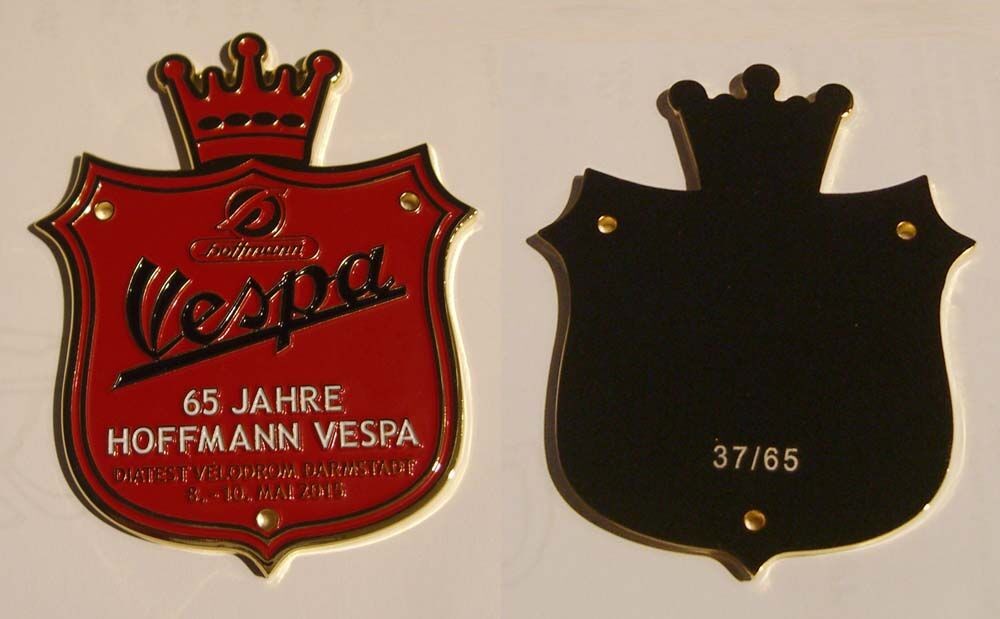 hoffmann
Vespa
65 JAHRE
HOFFMANN VESPA
DIATEST VELODROM, DARMSTADT
8. - 10. MAI 2015
37/65